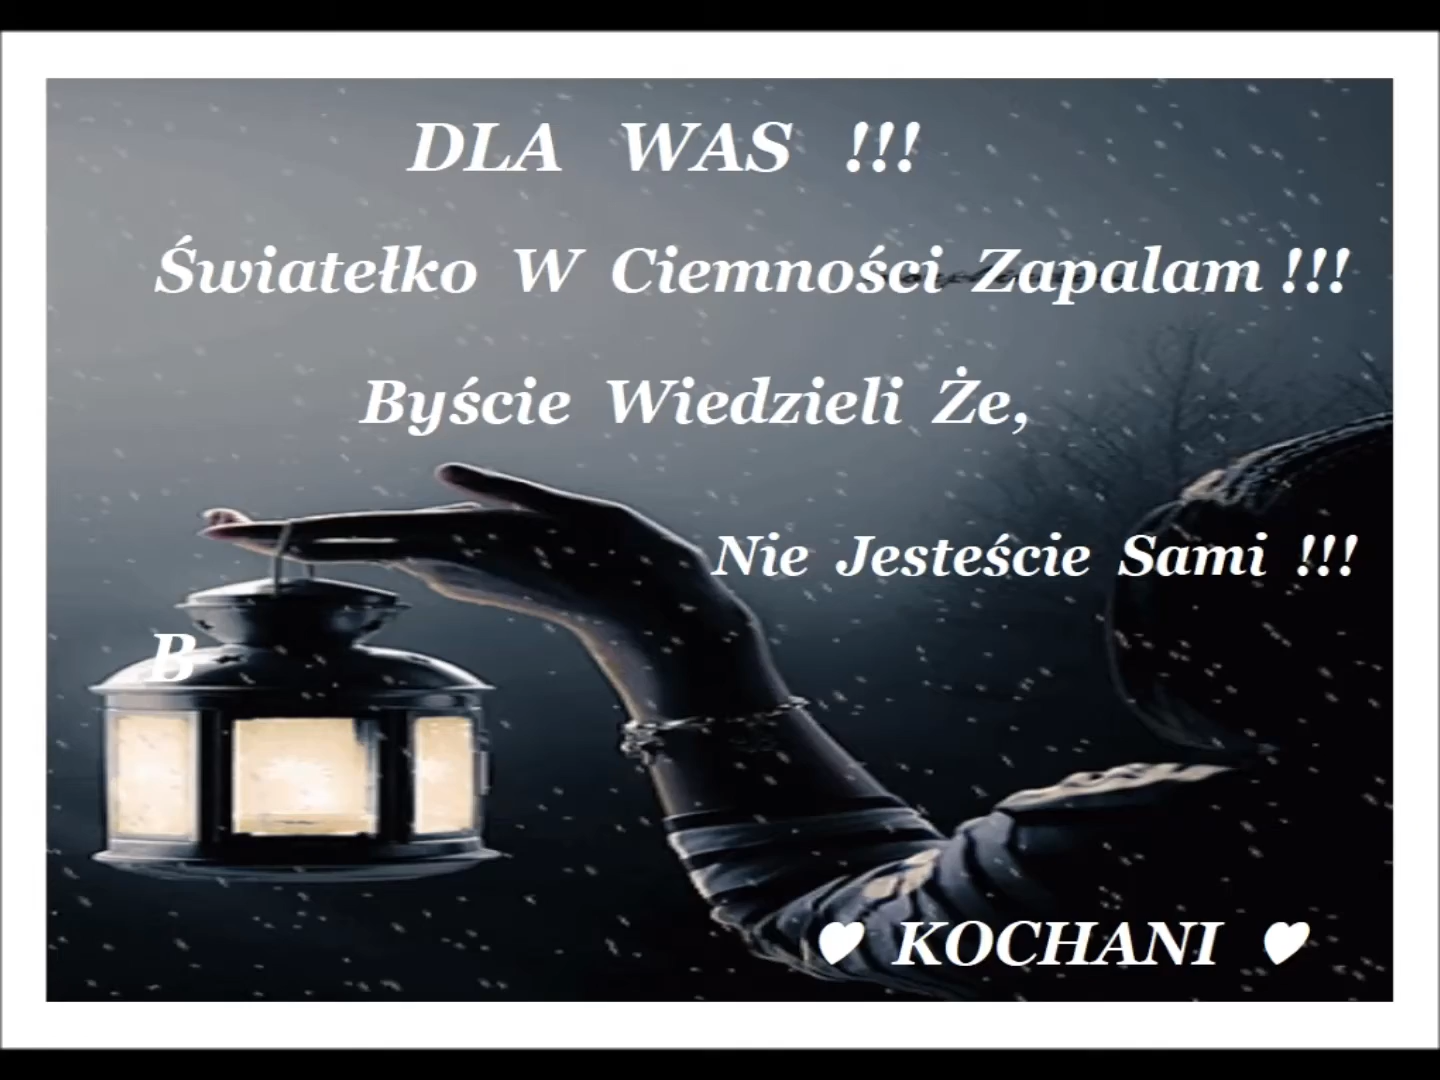 DLA WAS !!!
Światełko W Ciemności Zapalam !!!
Byście Wiedzieli Że,
Nie Jesteście Sami !!!
B
♥ KOCHANI ♥